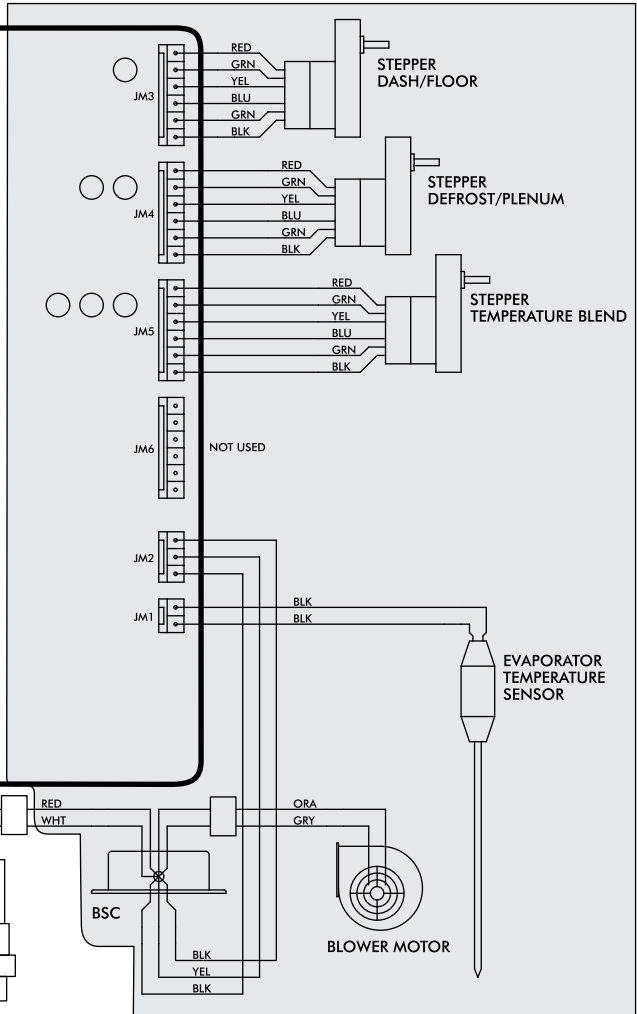 RED
GRN
YEL
BLU
GRN
BLK
JM3
STEPPER
DASH/FLOOR
RED
GRN
YEL
BLU
GRN
BLK
JM4
STEPPER
DEFROST/PLENUM
RED
GRN
YEL
BLU
GRN
BLK
JM5
STEPPER
TEMPERATURE BLEND
JM6
NOT USED
JM2
JM1
BLK
BLK
EVAPORATOR
TEMPERATURE
SENSOR
RED
WHT
ORA
GRY
BSC
BLOWER MOTOR
BLK
YEL
BLK